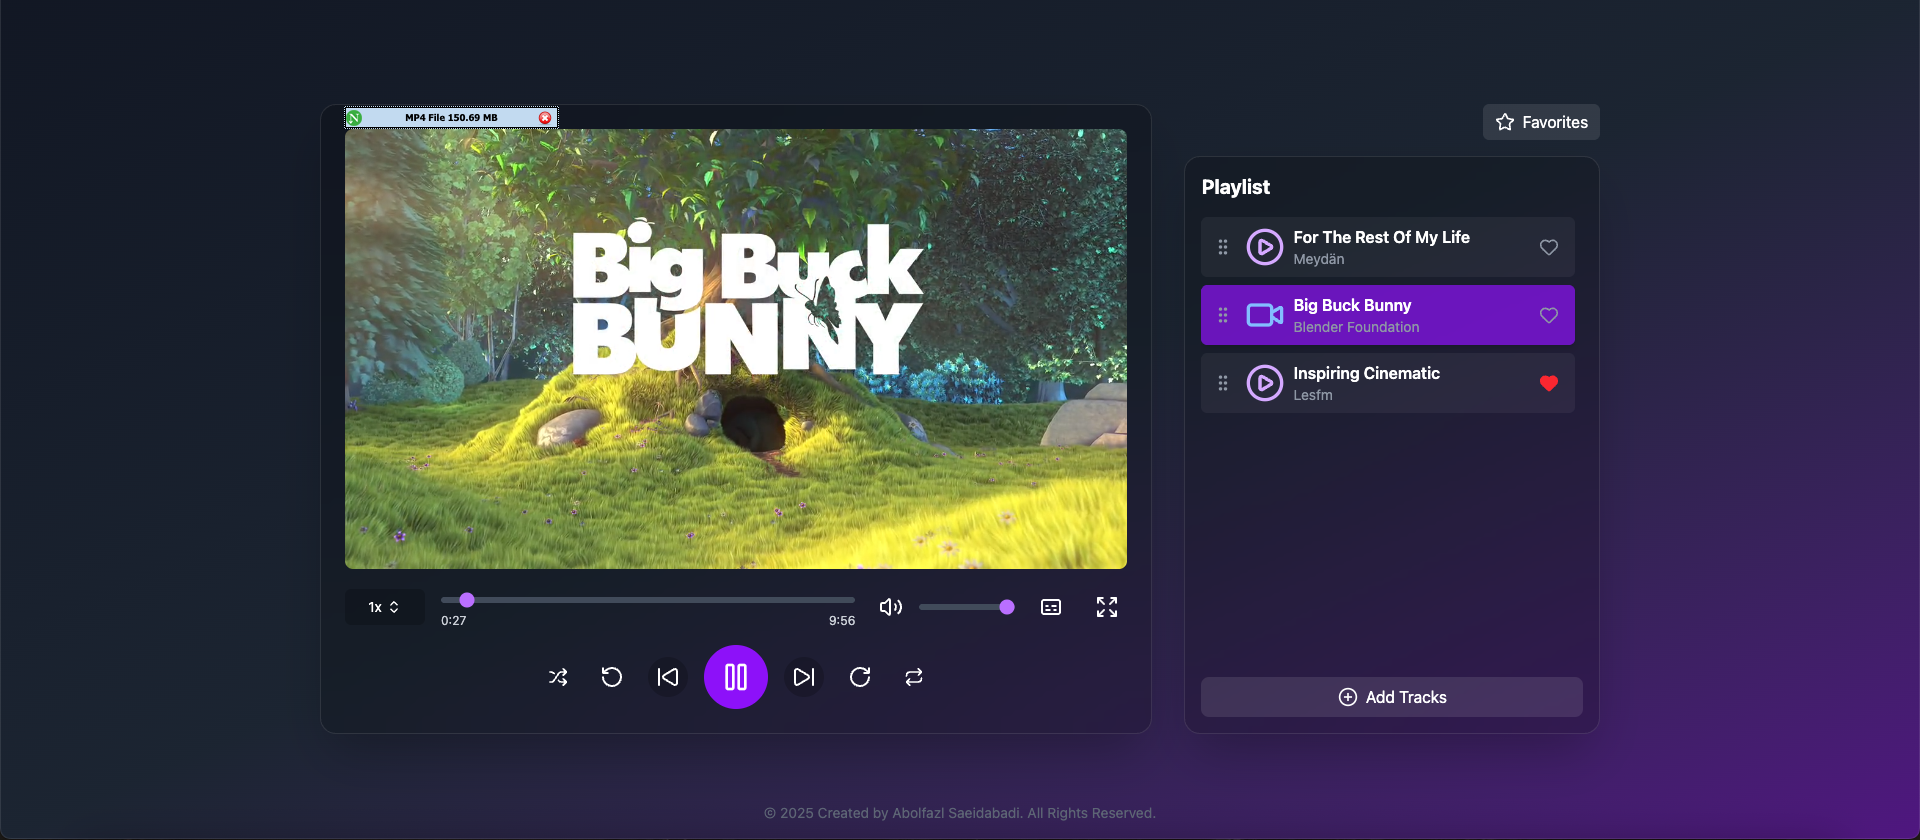 MP4 File 150.69 MB
Big Buck
BUNNY
1x
0:27
9:56
Favorites
Playlist
For The Rest Of My Life
Meydän
Big Buck Bunny
Blender Foundation
Inspiring Cinematic
Lesfm
Add Tracks
© 2025 Created by Abolfazl Saeidabadi. All Rights Reserved.